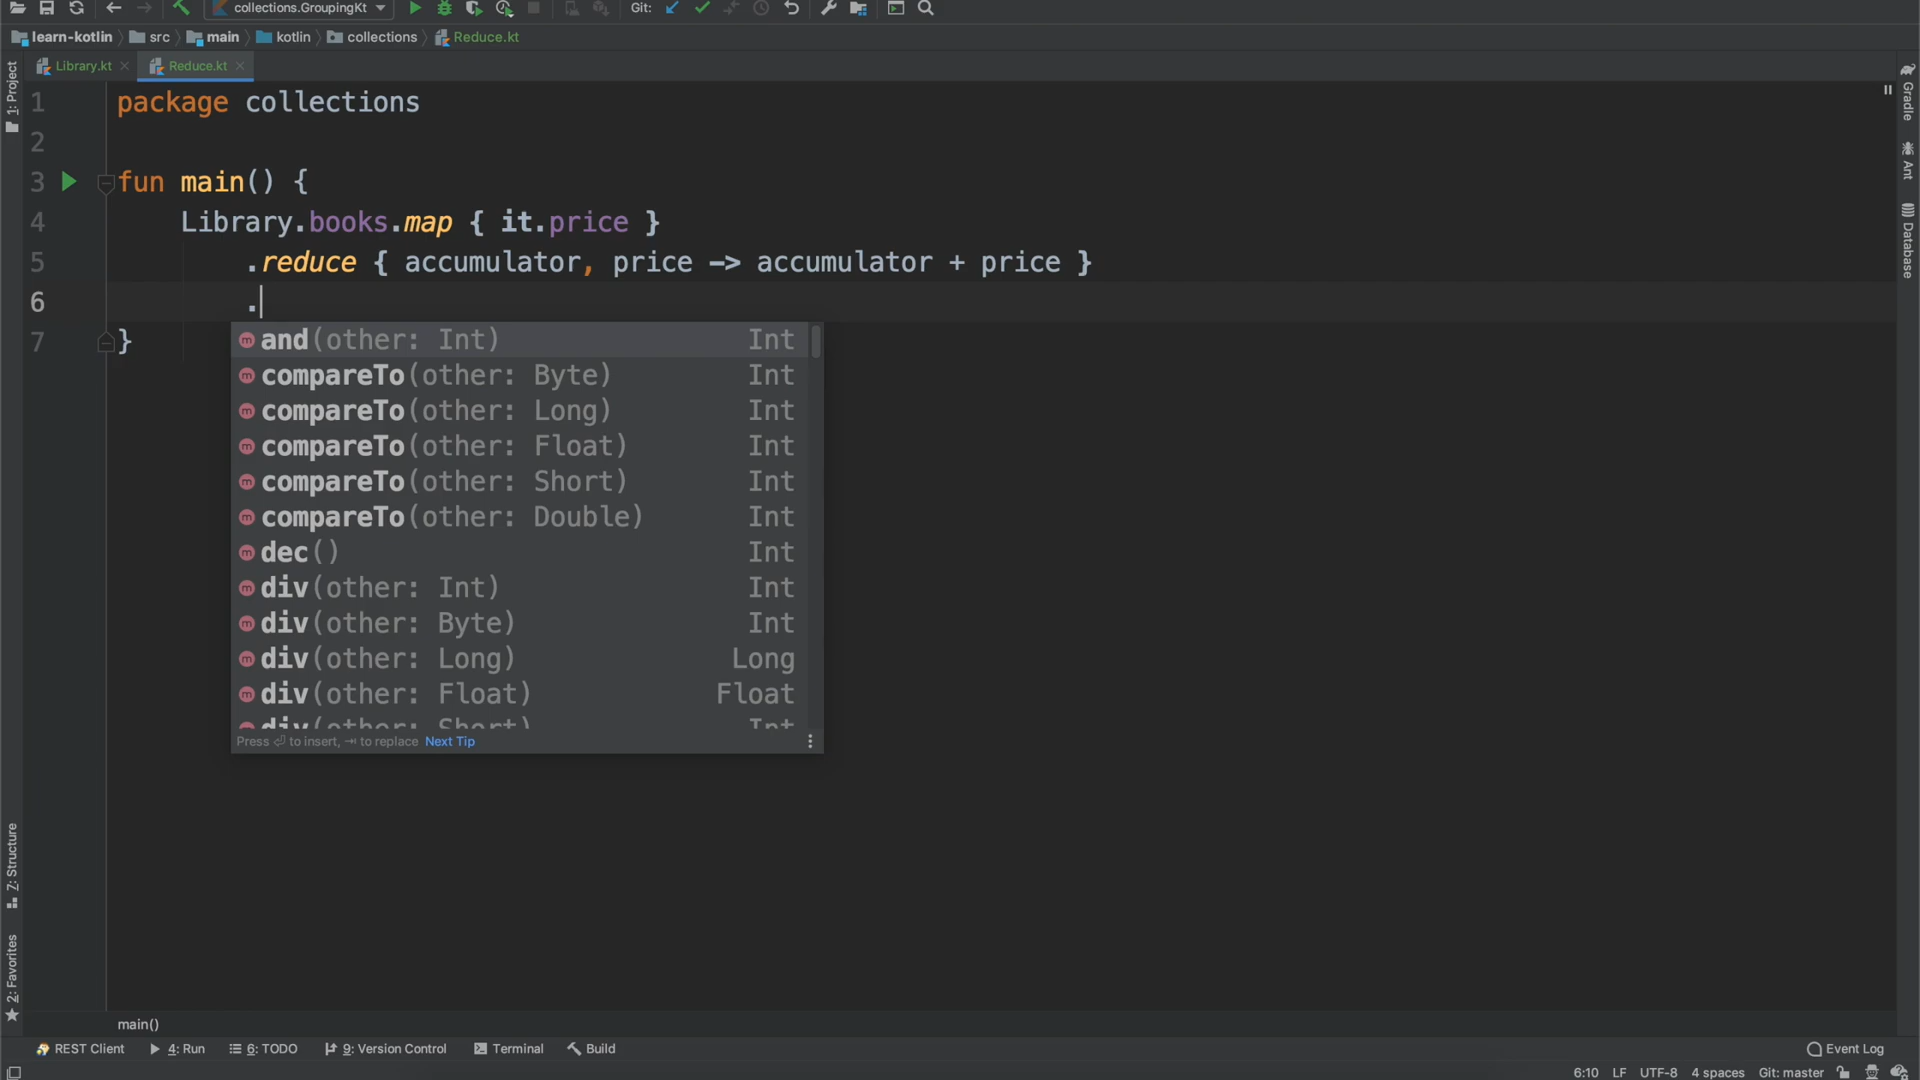 collections.GroupingKt
Git:
learn-kotlin
src
main
kotlin
collections
Reduce.kt
Library.kt
Reduce.kt
1: Project
Z: Structure
2: Favorites
Gradle
Ant
Database
1 package collections
2
3 fun main() {
4 Library.books.map { it.price }
5 .reduce { accumulator, price -> accumulator + price }
6 .
7 }
and(other: Int) Int
compareTo(other: Byte) Int
compareTo(other: Long) Int
compareTo(other: Float) Int
compareTo(other: Short) Int
compareTo(other: Double) Int
dec() Int
div(other: Int) Int
div(other: Byte) Int
div(other: Long) Long
div(other: Float) Float
div(other: Short) Int
Press ⏎ to insert, ⇥ to replace Next Tip
main()
REST Client
4: Run
6: TODO
9: Version Control
Terminal
Build
Event Log
6:10 LF UTF-8 4 spaces Git: master